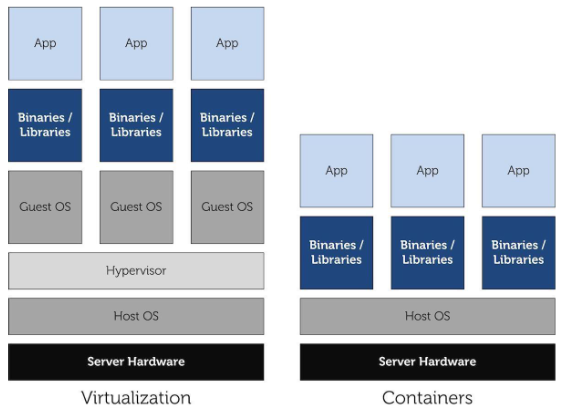 App App App
Binaries / Binaries / Binaries /
Libraries Libraries Libraries
Guest OS Guest OS Guest OS
Hypervisor
Host OS
Server Hardware
Virtualization
App App App
Binaries / Binaries / Binaries /
Libraries Libraries Libraries
Host OS
Server Hardware
Containers